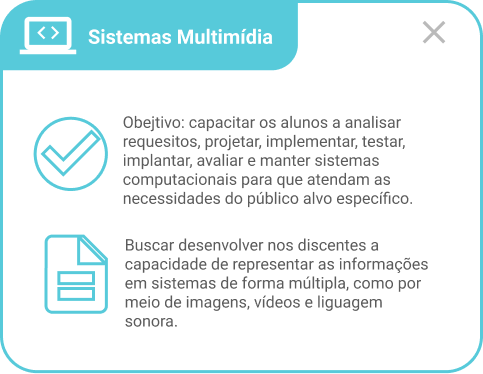 Sistemas Multimídia
Obejtivo: capacitar os alunos a analisar
requesitos, projetar, implementar, testar,
implantar, avaliar e manter sistemas
computacionais para que atendam as
necessidades do público alvo específico.
Buscar desenvolver nos discentes a
capacidade de representar as informações
em sistemas de forma múltipla, como por
meio de imagens, vídeos e liguagem
sonora.